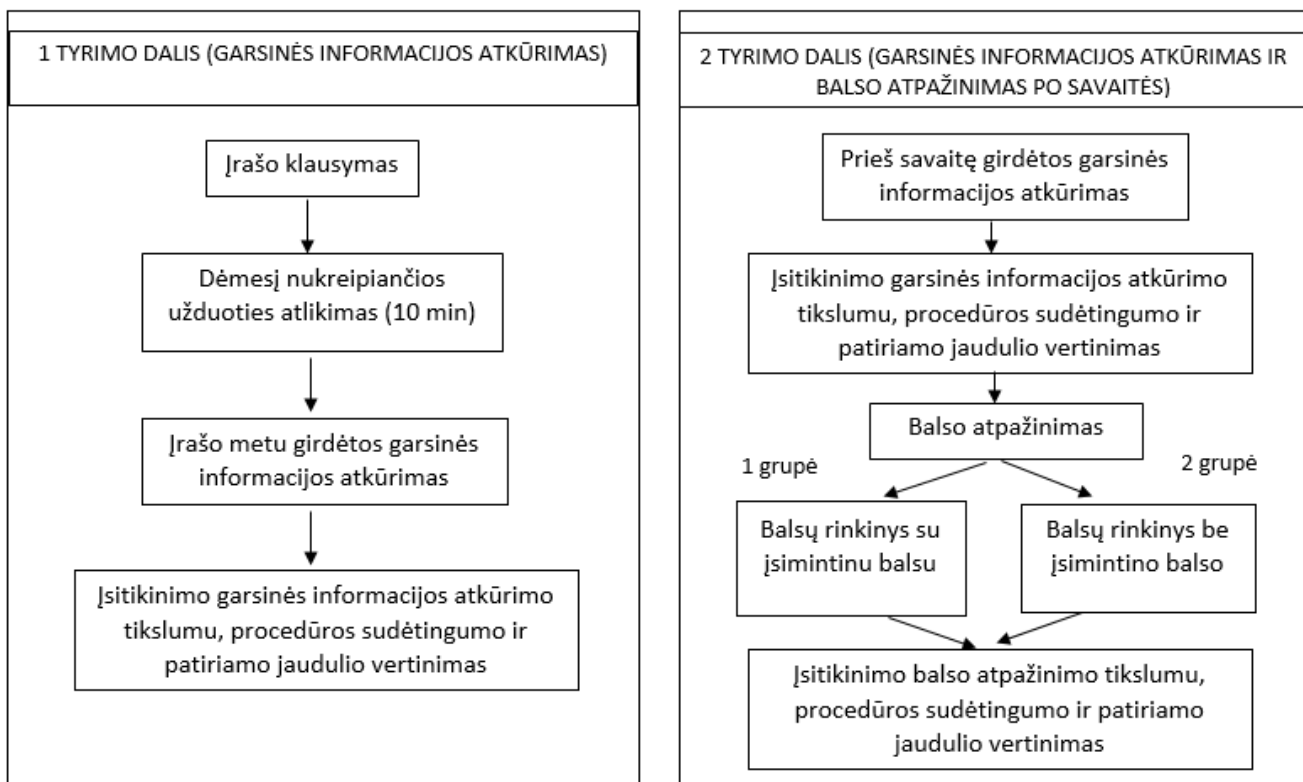 1 TYRIMO DALIS (GARSINĖS INFORMACIJOS ATKŪRIMAS)
Įrašo klausymas
Dėmesį nukreipiančios
užduoties atlikimas (10 min)
Įrašo metu girdėtos garsinės
informacijos atkūrimas
Įsitikinimo garsinės informacijos atkūrimo
tikslumu, procedūros sudėtingumo ir
patiriamo jaudulio vertinimas
2 TYRIMO DALIS (GARSINĖS INFORMACIJOS ATKŪRIMAS IR
BALSO ATPAŽINIMAS PO SAVAITĖS)
Prieš savaitę girdėtos garsinės
informacijos atkūrimas
Įsitikinimo garsinės informacijos atkūrimo
tikslumu, procedūros sudėtingumo ir
patiriamo jaudulio vertinimas
Balso atpažinimas
1 grupė
2 grupė
Balsų rinkinys su
įsimintinu balsu
Balsų rinkinys be
įsimintino balso
Įsitikinimo balso atpažinimo tikslumu,
procedūros sudėtingumo ir patiriamo
jaudulio vertinimas